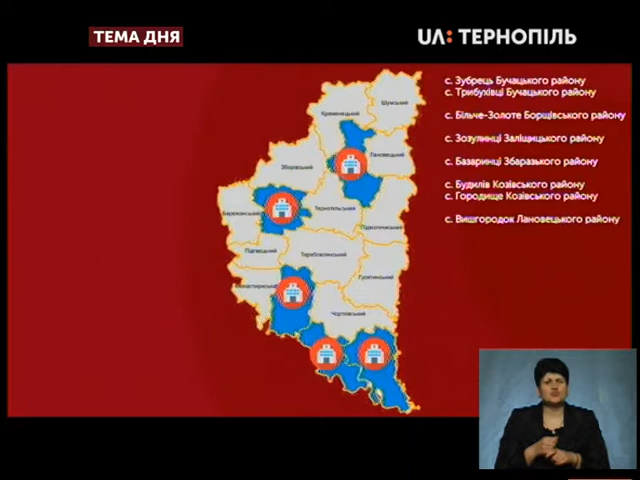 ТЕМА ДНЯ
UA: ТЕРНОПІЛЬ
с. Зубрець Бучацького району
с. Трибухівці Бучацького району
с. Більче-Золоте Борщівського району
с. Зозулинці Заліщицького району
с. Базаринці Збаразького району
с. Будилів Козівського району
с. Городище Козівського району
с. Вишгородок Лановецького району
Шумський
Кременецький
Лановецький
Зборівський
Бережанський
Тернопільський
Підволочиський
Підгаєцький
Теребовлянський
Гусятинський
Монастириський
Чортківський